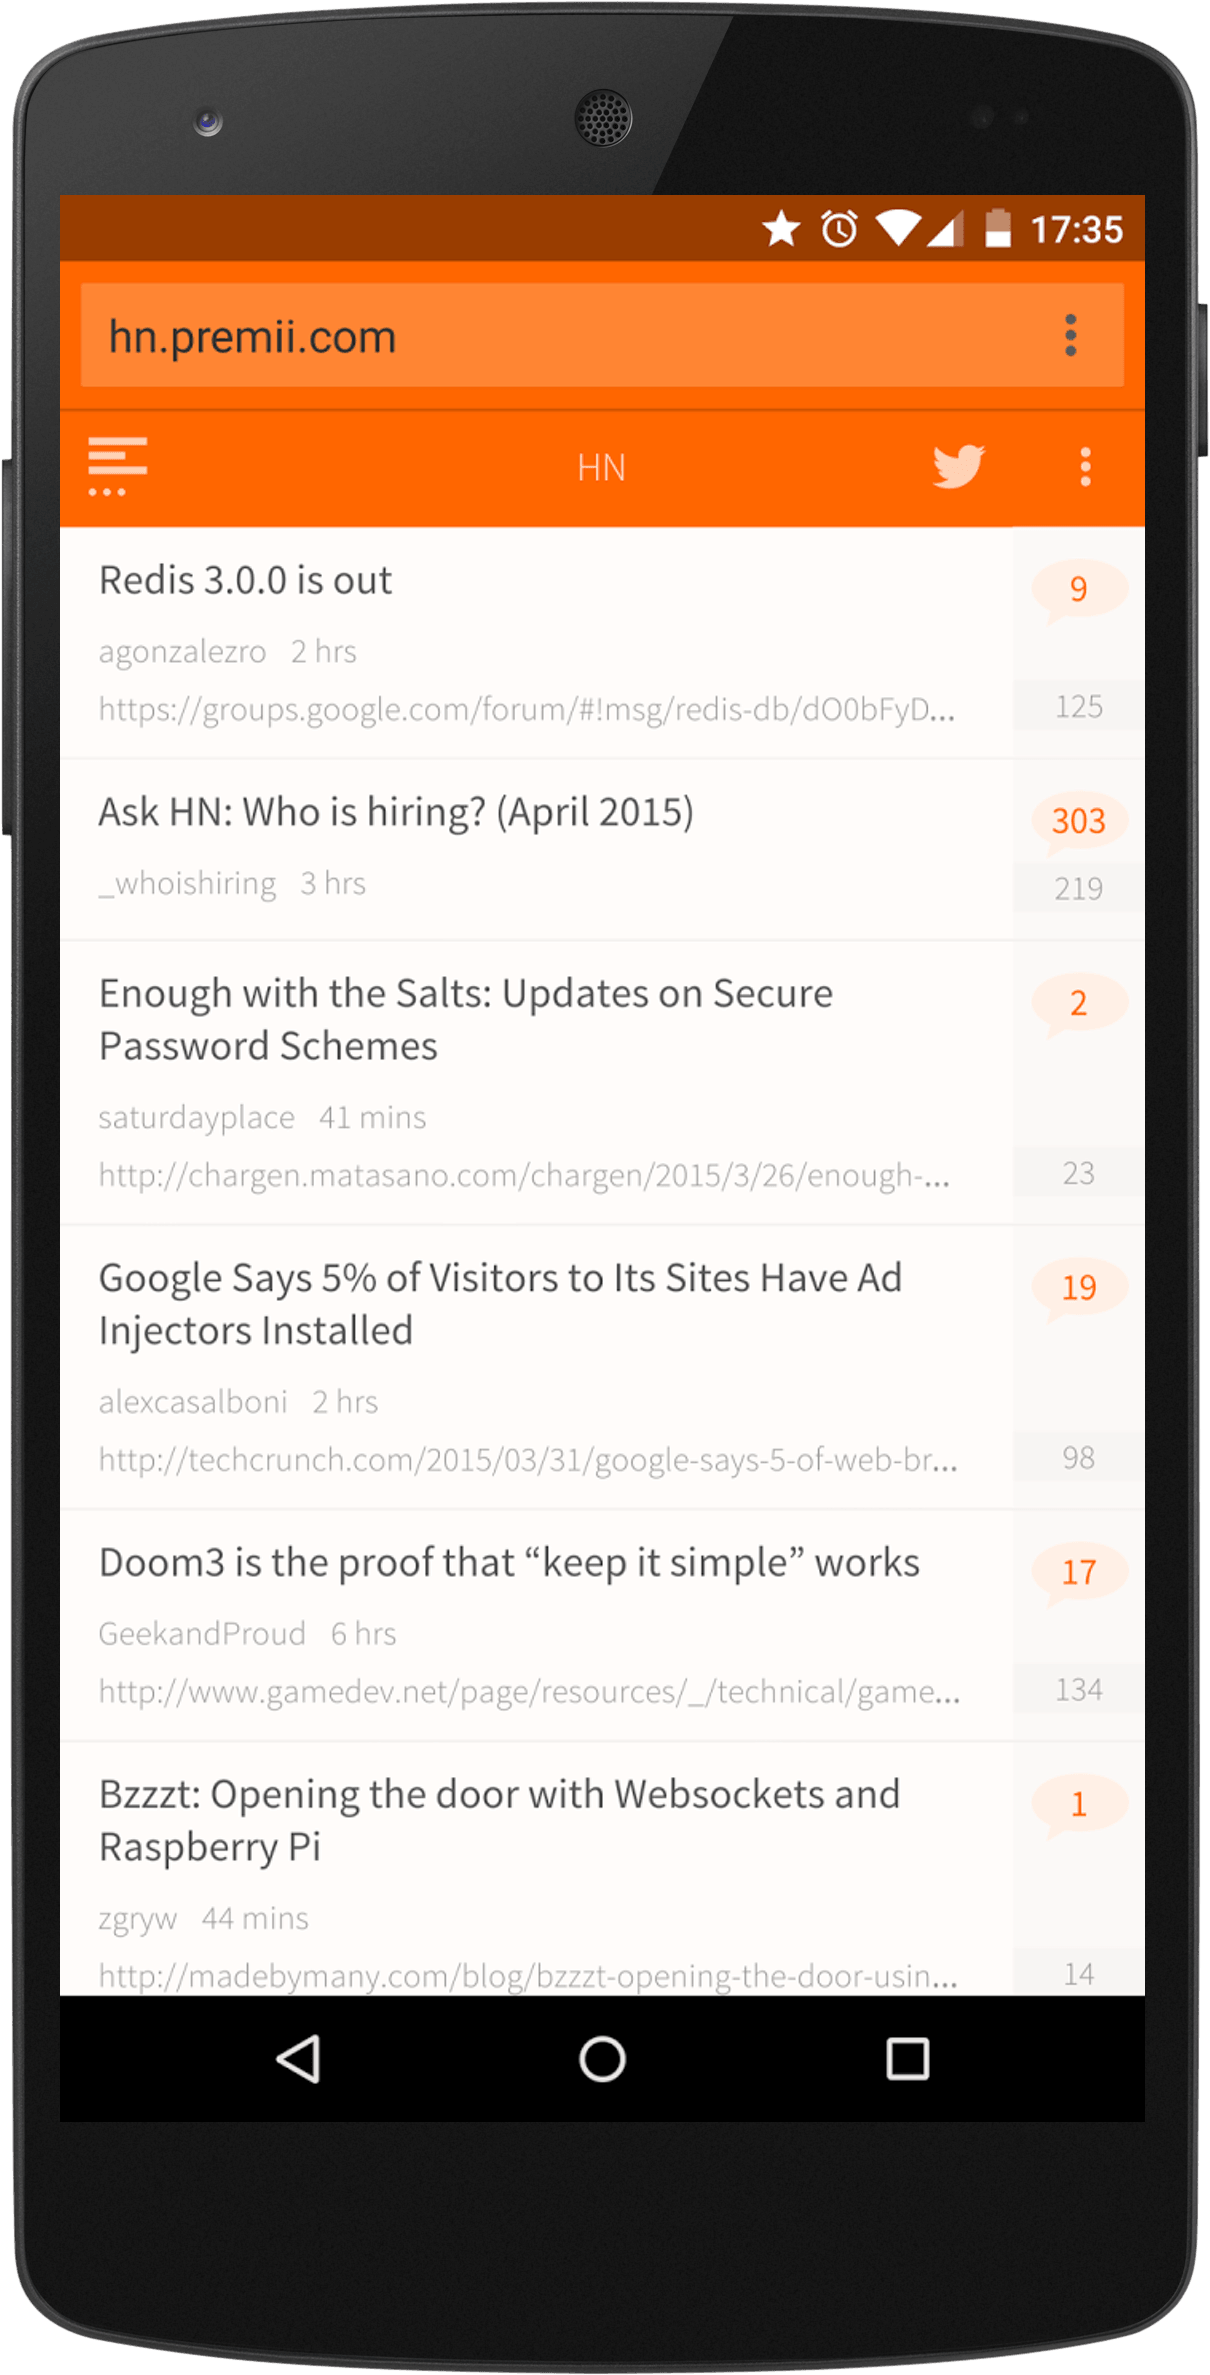 17:35
hn.premii.com
HN
Redis 3.0.0 is out
9
agonzalezro 2 hrs
https://groups.google.com/forum/#!msg/redis-db/dO0bFyD...
125
Ask HN: Who is hiring? (April 2015)
303
_whoishiring 3 hrs
219
Enough with the Salts: Updates on Secure
Password Schemes
2
saturdayplace 41 mins
http://chargen.matasano.com/chargen/2015/3/26/enough-...
23
Google Says 5% of Visitors to Its Sites Have Ad
Injectors Installed
19
alexcasalboni 2 hrs
http://techcrunch.com/2015/03/31/google-says-5-of-web-br...
98
Doom3 is the proof that “keep it simple” works
17
GeekandProud 6 hrs
http://www.gamedev.net/page/resources/_/technical/game...
134
Bzzzt: Opening the door with Websockets and
Raspberry Pi
1
zgryw 44 mins
http://madebymany.com/blog/bzzzt-opening-the-door-usin...
14